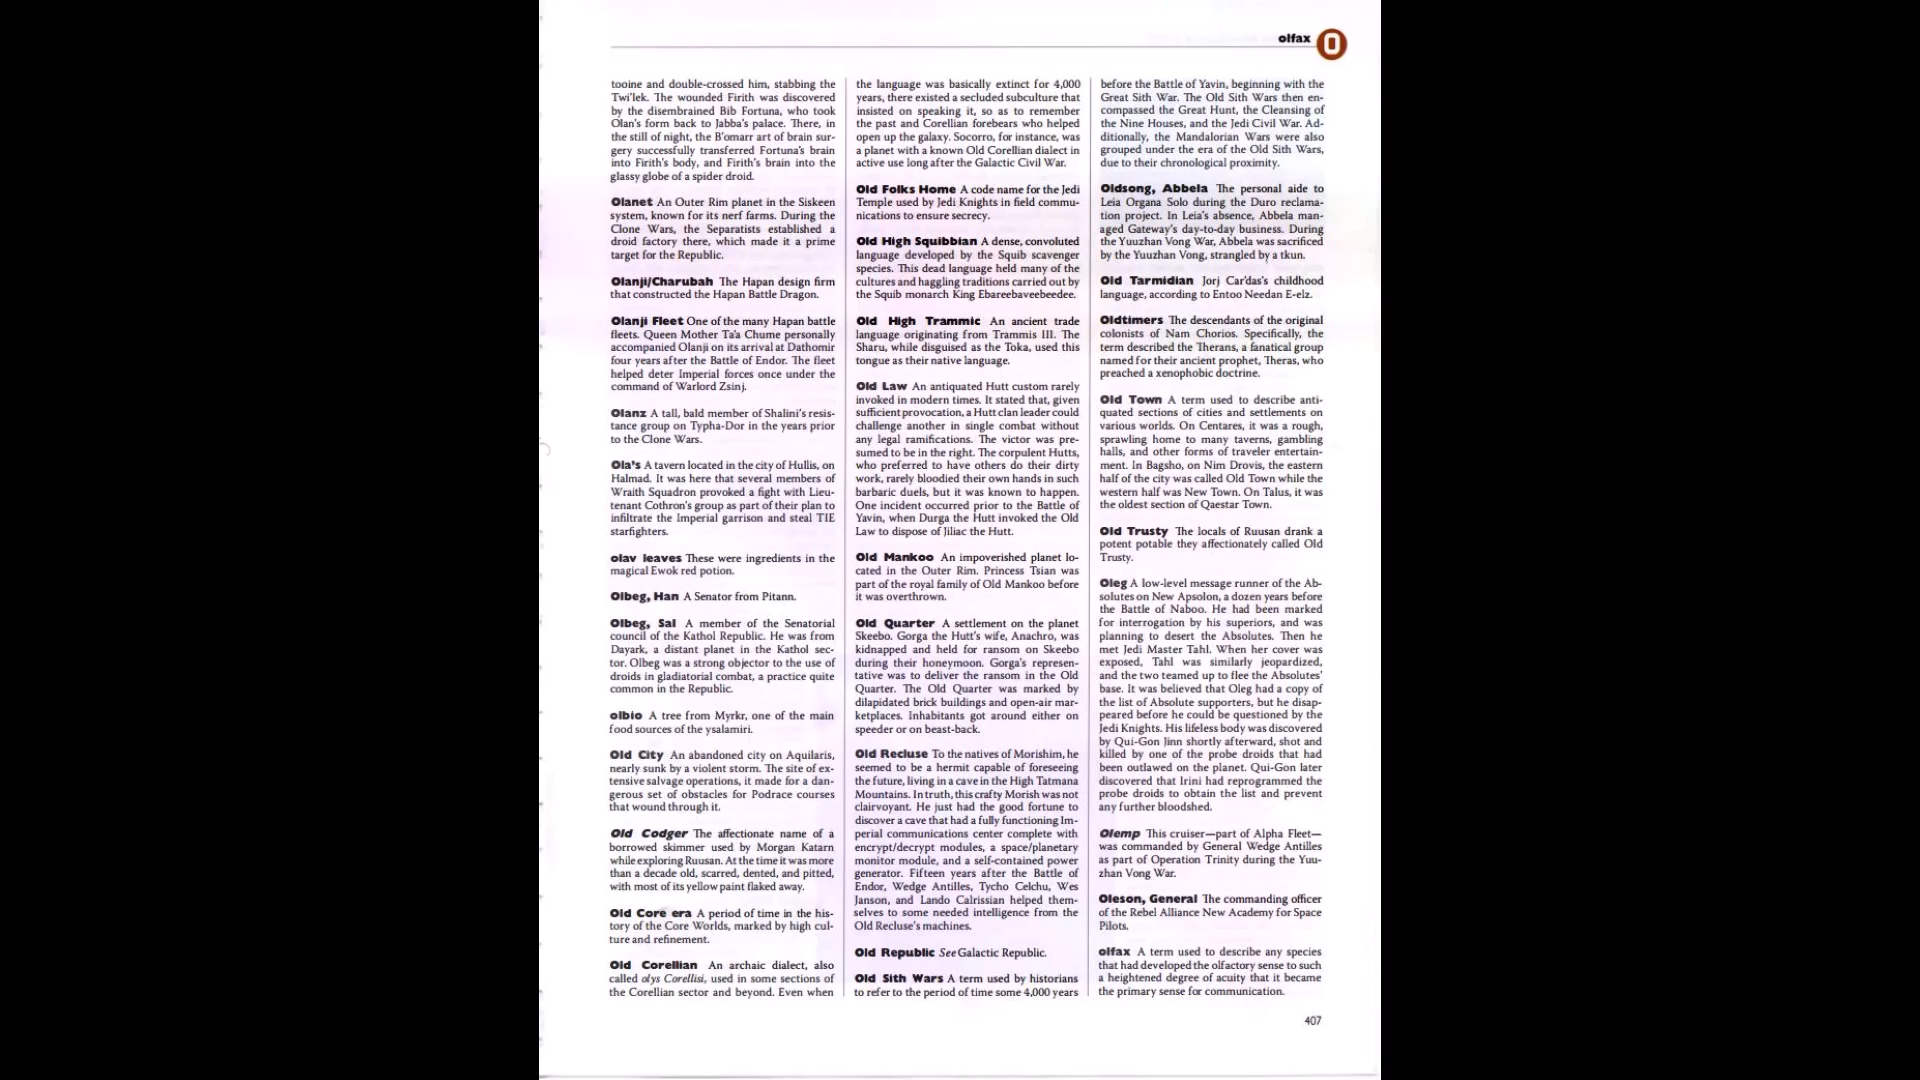 olfax O
tooine and double-crossed him, stabbing the
Twi'lek. The wounded Firith was discovered
by the disembrained Bib Fortuna, who took
Olan's form back to Jabba's palace. There, in
the still of night, the B'omarr art of brain sur-
gery successfully transferred Fortuna's brain
into Firith's body, and Firith's brain into the
glassy globe of a spider droid.
Olanet An Outer Rim planet in the Siskeen
system, known for its nerf farms. During the
Clone Wars, the Separatists established a
droid factory there, which made it a prime
target for the Republic.
Olanji/Charubah The Hapan design firm
that constructed the Hapan Battle Dragon.
Olanji Fleet One of the many Hapan battle
fleets. Queen Mother Ta'a Chume personally
accompanied Olanji on its arrival at Dathomir
four years after the Battle of Endor. The fleet
helped deter Imperial forces once under the
command of Warlord Zsinj.
Olanz A tall, bald member of Shalini's resis-
tance group on Typha-Dor in the years prior
to the Clone Wars.
Ola's A tavern located in the city of Hullis, on
Halmad. It was here that several members of
Wraith Squadron provoked a fight with Lieu-
tenant Cothron's group as part of their plan to
infiltrate the Imperial garrison and steal TIE
starfighters.
olav leaves These were ingredients in the
magical Ewok red potion.
Olbeg, Han A Senator from Pitann.
Olbeg, Sal A member of the Senatorial
council of the Kathol Republic. He was from
Dayark, a distant planet in the Kathol sec-
tor. Olbeg was a strong objector to the use of
droids in gladiatorial combat, a practice quite
common in the Republic.
olbio A tree from Myrkr, one of the main
food sources of the ysalamiri.
Old City An abandoned city on Aquilaris,
nearly sunk by a violent storm. The site of ex-
tensive salvage operations, it made for a dan-
gerous set of obstacles for Podrace courses
that wound through it.
Old Codger The affectionate name of a
borrowed skimmer used by Morgan Katarn
while exploring Ruusan. At the time it was more
than a decade old, scarred, dented, and pitted,
with most of its yellow paint flaked away.
Old Core era A period of time in the his-
tory of the Core Worlds, marked by high cul-
ture and refinement.
Old Corellian An archaic dialect, also
called olys Corellisi, used in some sections of
the Corellian sector and beyond. Even when
the language was basically extinct for 4,000
years, there existed a secluded subculture that
insisted on speaking it, so as to remember
the past and Corellian forebears who helped
open up the galaxy. Socorro, for instance, was
a planet with a known Old Corellian dialect in
active use long after the Galactic Civil War.
Old Folks Home A code name for the Jedi
Temple used by Jedi Knights in field commu-
nications to ensure secrecy.
Old High Squibbian A dense, convoluted
language developed by the Squib scavenger
species. This dead language held many of the
cultures and haggling traditions carried out by
the Squib monarch King Ebareebaveebeedee.
Old High Trammic An ancient trade
language originating from Trammis III. The
Sharu, while disguised as the Toka, used this
tongue as their native language.
Old Law An antiquated Hutt custom rarely
invoked in modern times. It stated that, given
sufficient provocation, a Hutt clan leader could
challenge another in single combat without
any legal ramifications. The victor was pre-
sumed to be in the right. The corpulent Hutts,
who preferred to have others do their dirty
work, rarely bloodied their own hands in such
barbaric duels, but it was known to happen.
One incident occurred prior to the Battle of
Yavin, when Durga the Hutt invoked the Old
Law to dispose of Jiliac the Hutt.
Old Mankoo An impoverished planet lo-
cated in the Outer Rim. Princess Tsian was
part of the royal family of Old Mankoo before
it was overthrown.
Old Quarter A settlement on the planet
Skeebo. Gorga the Hutt's wife, Anachro, was
kidnapped and held for ransom on Skeebo
during their honeymoon. Gorga's represen-
tative was to deliver the ransom in the Old
Quarter. The Old Quarter was marked by
dilapidated brick buildings and open-air mar-
ketplaces. Inhabitants got around either on
speeder or on beast-back.
Old Recluse To the natives of Morishim, he
seemed to be a hermit capable of foreseeing
the future, living in a cave in the High Tatmana
Mountains. In truth, this crafty Morish was not
clairvoyant. He just had the good fortune to
discover a cave that had a fully functioning Im-
perial communications center complete with
encrypt/decrypt modules, a space/planetary
monitor module, and a self-contained power
generator. Fifteen years after the Battle of
Endor, Wedge Antilles, Tycho Celchu, Wes
Janson, and Lando Calrissian helped them-
selves to some needed intelligence from the
Old Recluse's machines.
Old Republic See Galactic Republic.
Old Sith Wars A term used by historians
to refer to the period of time some 4,000 years
before the Battle of Yavin, beginning with the
Great Sith War. The Old Sith Wars then en-
compassed the Great Hunt, the Cleansing of
the Nine Houses, and the Jedi Civil War. Ad-
ditionally, the Mandalorian Wars were also
grouped under the era of the Old Sith Wars,
due to their chronological proximity.
Oldsong, Abbela The personal aide to
Leia Organa Solo during the Duro reclama-
tion project. In Leia's absence, Abbela man-
aged Gateway's day-to-day business. During
the Yuuzhan Vong War, Abbela was sacrificed
by the Yuuzhan Vong, strangled by a tkun.
Old Tarmidian Jorj Car'das's childhood
language, according to Entoo Needan E-elz.
Oldtimers The descendants of the original
colonists of Nam Chorios. Specifically, the
term described the Therans, a fanatical group
named for their ancient prophet, Theras, who
preached a xenophobic doctrine.
Old Town A term used to describe anti-
quated sections of cities and settlements on
various worlds. On Centares, it was a rough,
sprawling home to many taverns, gambling
halls, and other forms of traveler entertain-
ment. In Bagsho, on Nim Drovis, the eastern
half of the city was called Old Town while the
western half was New Town. On Talus, it was
the oldest section of Qaestar Town.
Old Trusty The locals of Ruusan drank a
potent potable they affectionately called Old
Trusty.
Oleg A low-level message runner of the Ab-
solutes on New Apsolon, a dozen years before
the Battle of Naboo. He had been marked
for interrogation by his superiors, and was
planning to desert the Absolutes. Then he
met Jedi Master Tahl. When her cover was
exposed, Tahl was similarly jeopardized,
and the two teamed up to flee the Absolutes'
base. It was believed that Oleg had a copy of
the list of Absolute supporters, but he disap-
peared before he could be questioned by the
Jedi Knights. His lifeless body was discovered
by Qui-Gon Jinn shortly afterward, shot and
killed by one of the probe droids that had
been outlawed on the planet. Qui-Gon later
discovered that Irini had reprogrammed the
probe droids to obtain the list and prevent
any further bloodshed.
Olemp This cruiser—part of Alpha Fleet—
was commanded by General Wedge Antilles
as part of Operation Trinity during the Yuu-
zhan Vong War.
Oleson, General The commanding officer
of the Rebel Alliance New Academy for Space
Pilots.
olfax A term used to describe any species
that had developed the olfactory sense to such
a heightened degree of acuity that it became
the primary sense for communication.
407